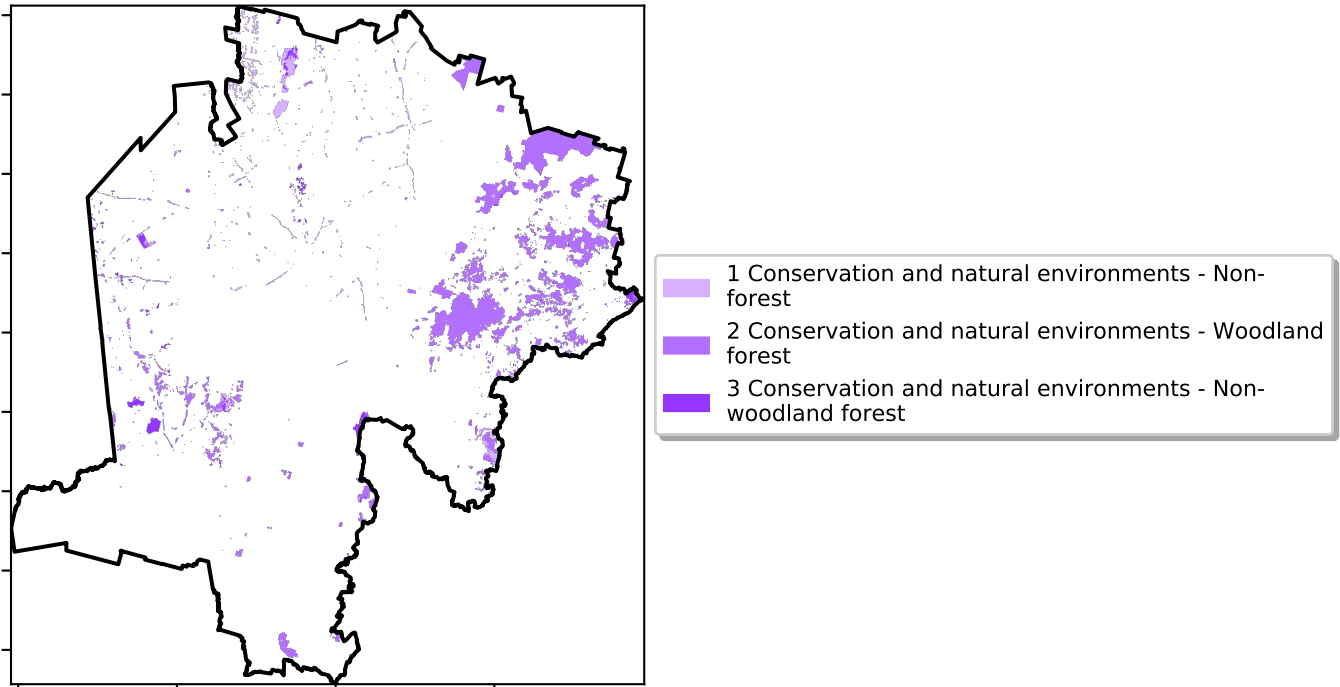 1 Conservation and natural environments - Non-
forest
2 Conservation and natural environments - Woodland
forest
3 Conservation and natural environments - Non-
woodland forest